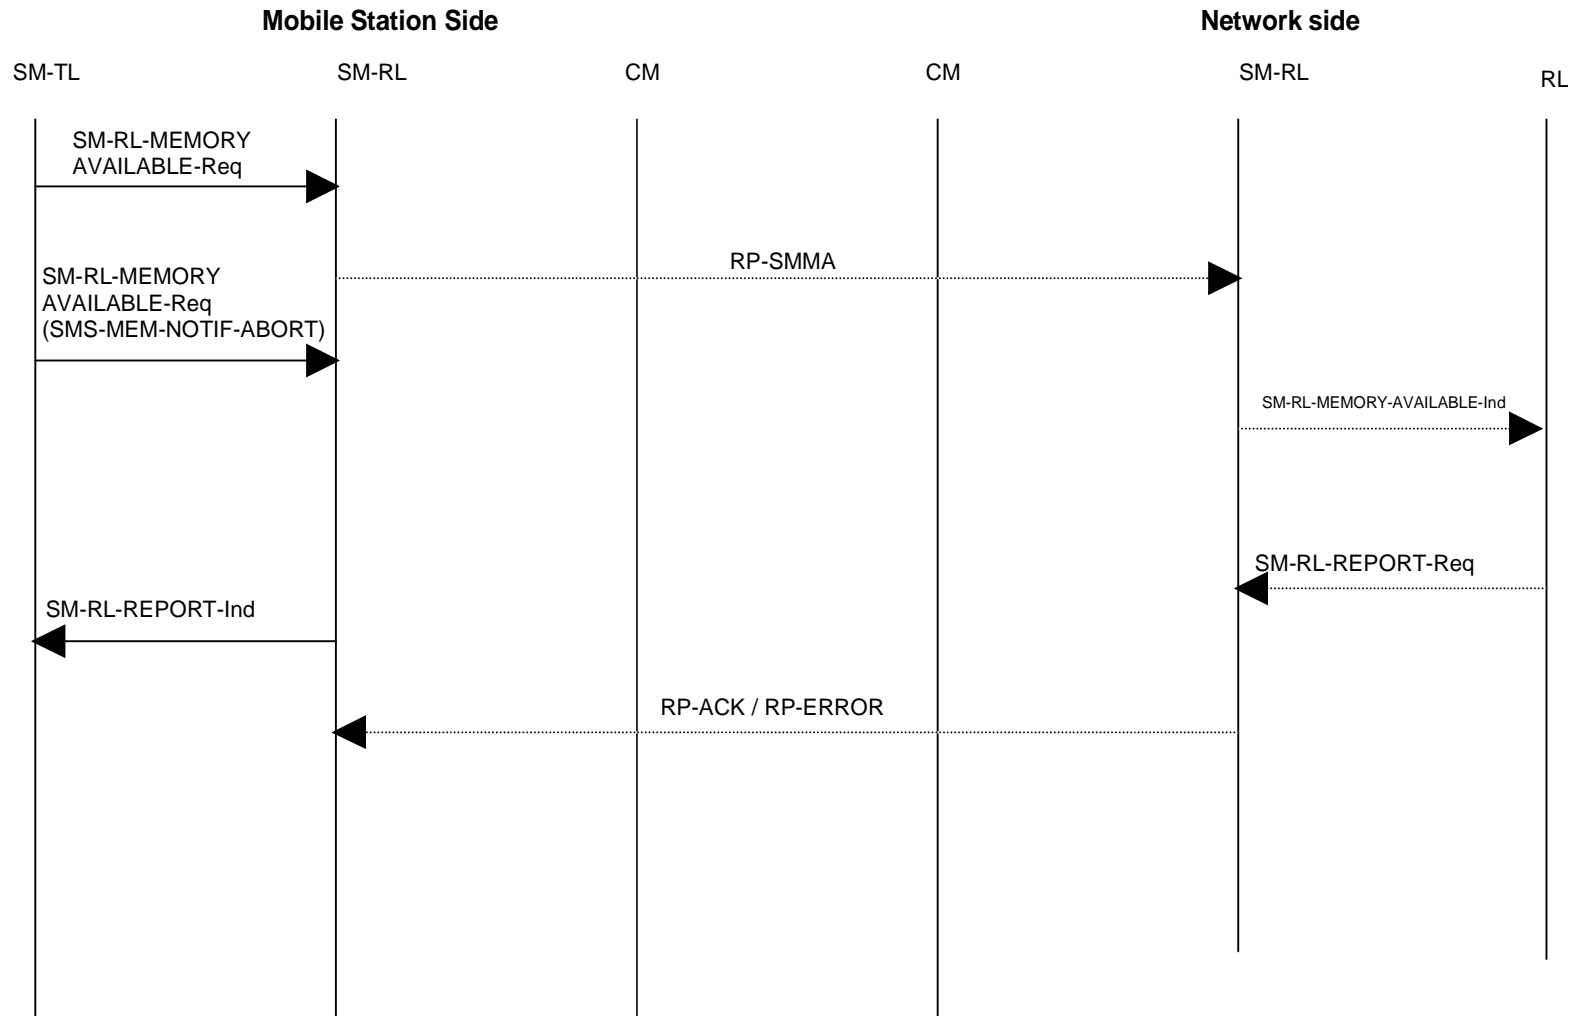 Mobile Station Side
Network side
SM-TL
SM-RL
CM
CM
SM-RL
RL
SM-RL-MEMORY
AVAILABLE-Req
RP-SMMA
SM-RL-MEMORY
AVAILABLE-Req
(SMS-MEM-NOTIF-ABORT)
SM-RL-MEMORY-AVAILABLE-Ind
SM-RL-REPORT-Req
SM-RL-REPORT-Ind
RP-ACK / RP-ERROR